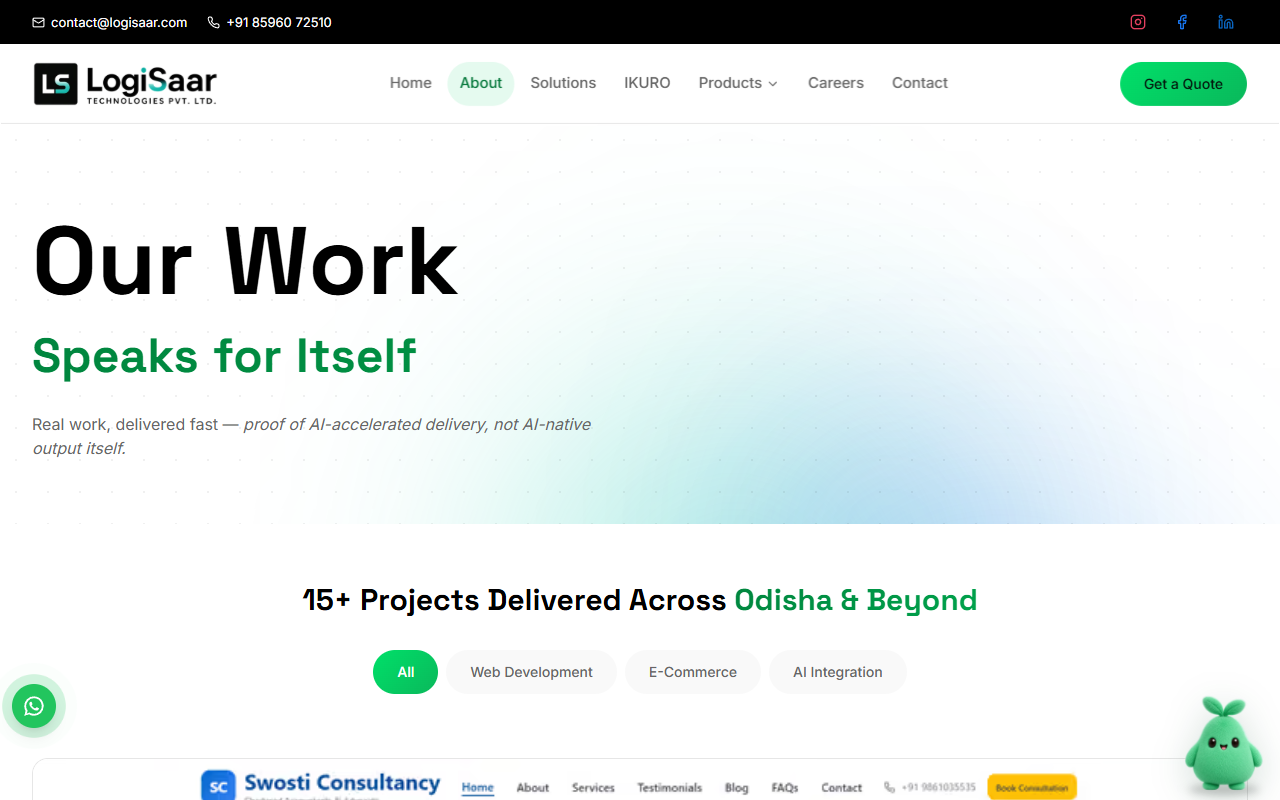 contact@logisaar.com +91 85960 72510
LS LogiSaar
TECHNOLOGIES PVT. LTD.
Home About Solutions IKURO Products Careers Contact
Get a Quote
Our Work
Speaks for Itself
Real work, delivered fast — proof of AI-accelerated delivery, not AI-native
output itself.
15+ Projects Delivered Across Odisha & Beyond
All Web Development E-Commerce AI Integration
SC Swosti Consultancy Home About Services Testimonials Blog FAQs Contact +91 9861035535 Book Consultation